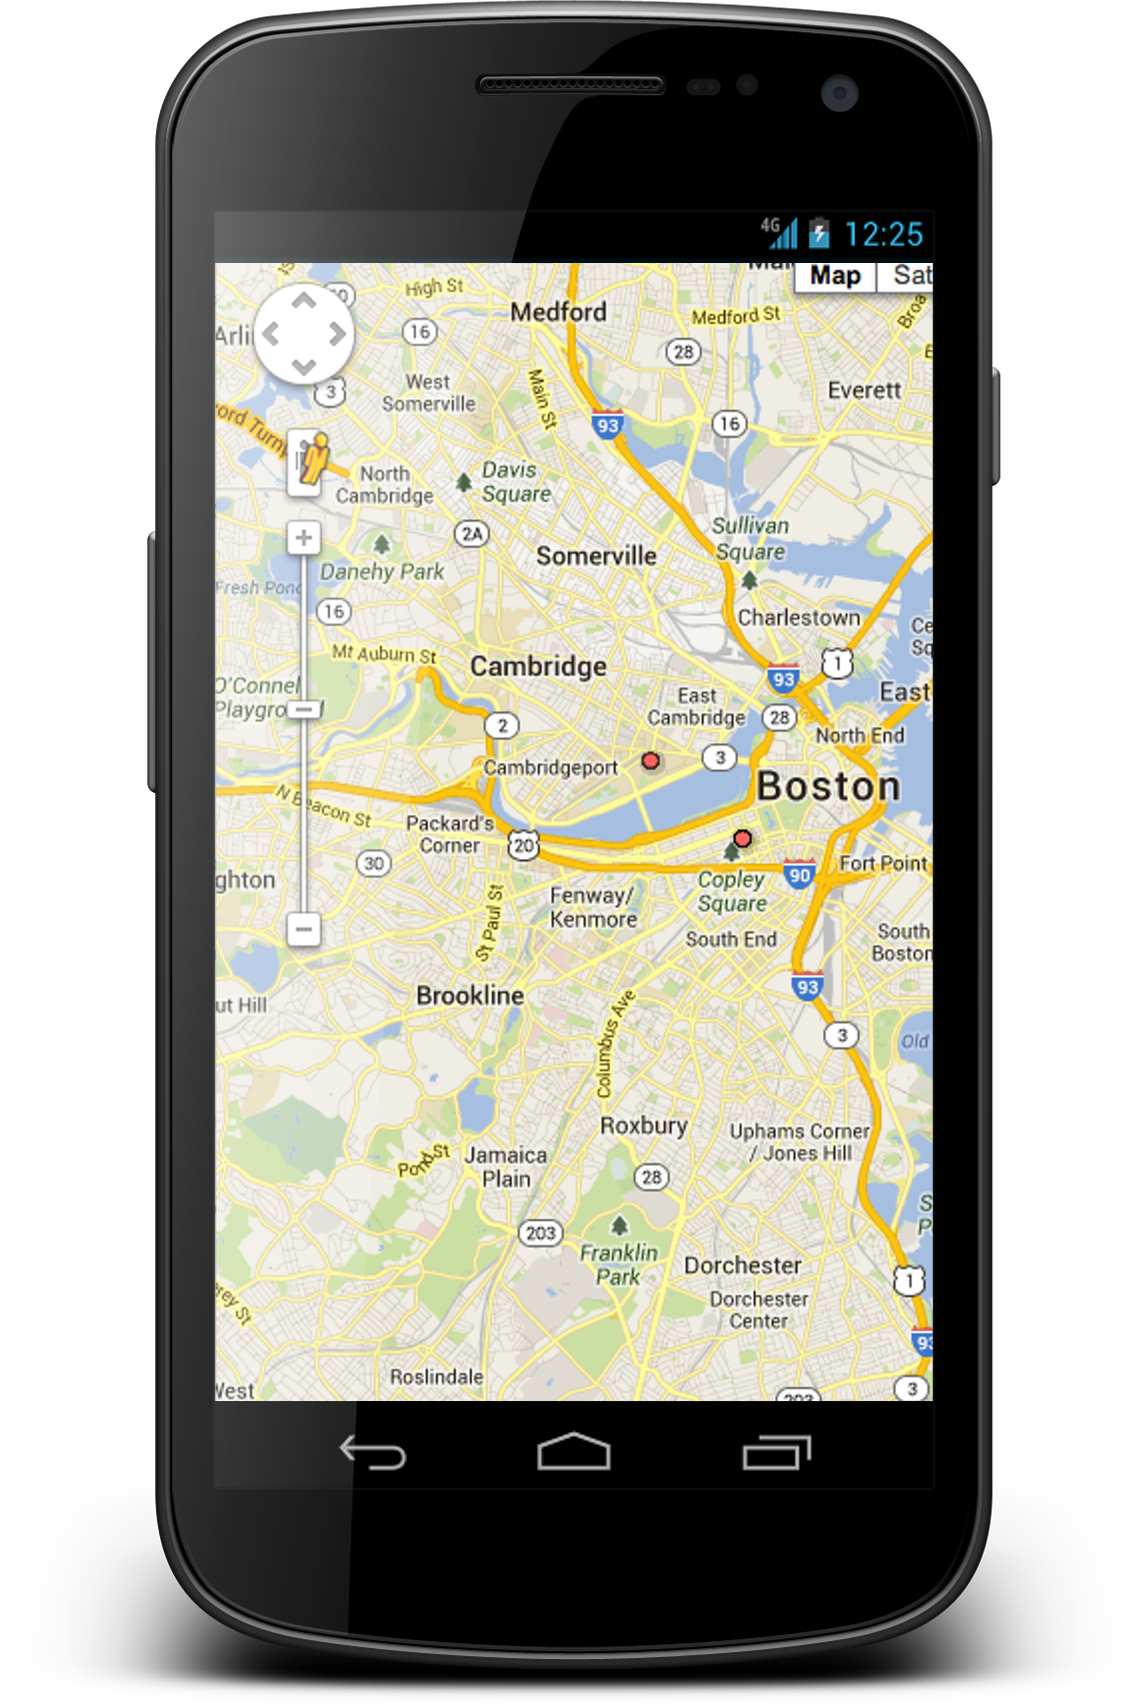 4G 12:25
Map
Sat
High St
Medford
Medford St
Arli
16
28
3
West
Somerville
Main St
Everett
93
16
North
Cambridge
Davis
Square
2A
Sullivan
Square
Somerville
Danehy Park
Fresh Pond
16
Charlestown
Mt Auburn St
Cambridge
1
93
East
Cambridge
East
O'Connel
2
28
North End
Cambridgeport
3
Boston
N Beacon St
Packard's
Corner
20
30
90
Fort Point
ghton
Copley
Square
Fenway/
Kenmore
St Paul St
South End
South
Boston
Brookline
93
ut Hill
Columbus Ave
3
Old
Roxbury
Uphams Corner
/ Jones Hill
Pond St
Jamaica
Plain
28
203
Franklin
Park
Dorchester
1
Dorchester
Center
93
Roslindale
3
West
203